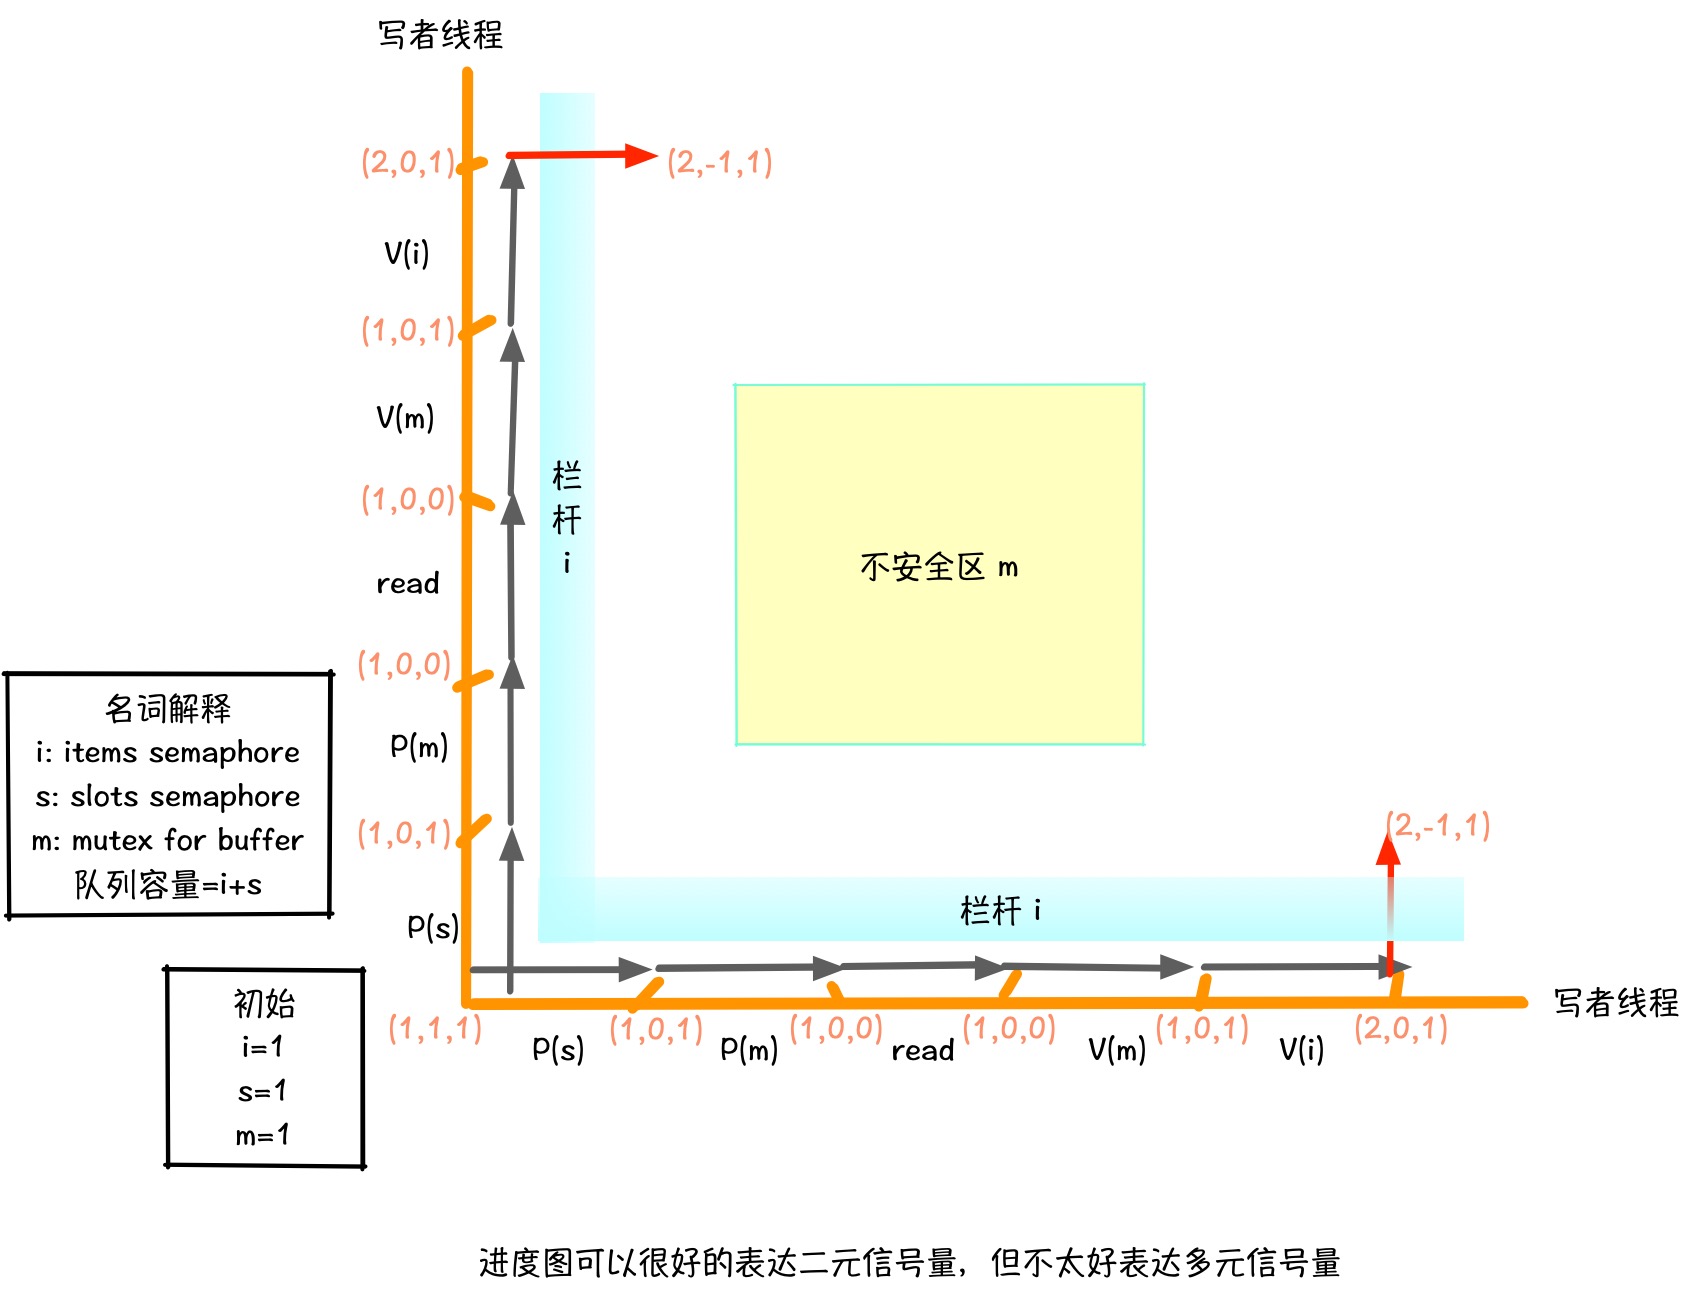 写者线程
(2,0,1)
(2,-1,1)
V(i)
(1,0,1)
V(m)
(1,0,0)
栏
杆
i
read
不安全区 m
(1,0,0)
名词解释
i: items semaphore
s: slots semaphore
m: mutex for buffer
队列容量=i+s
P(m)
(1,0,1)
(2,-1,1)
P(s)
栏杆 i
初始
i=1
s=1
m=1
写者线程
(1,1,1)
(1,0,1)
(1,0,0)
(1,0,0)
(1,0,1)
(2,0,1)
P(s)
P(m)
read
V(m)
V(i)
进度图可以很好的表达二元信号量，但不太好表达多元信号量